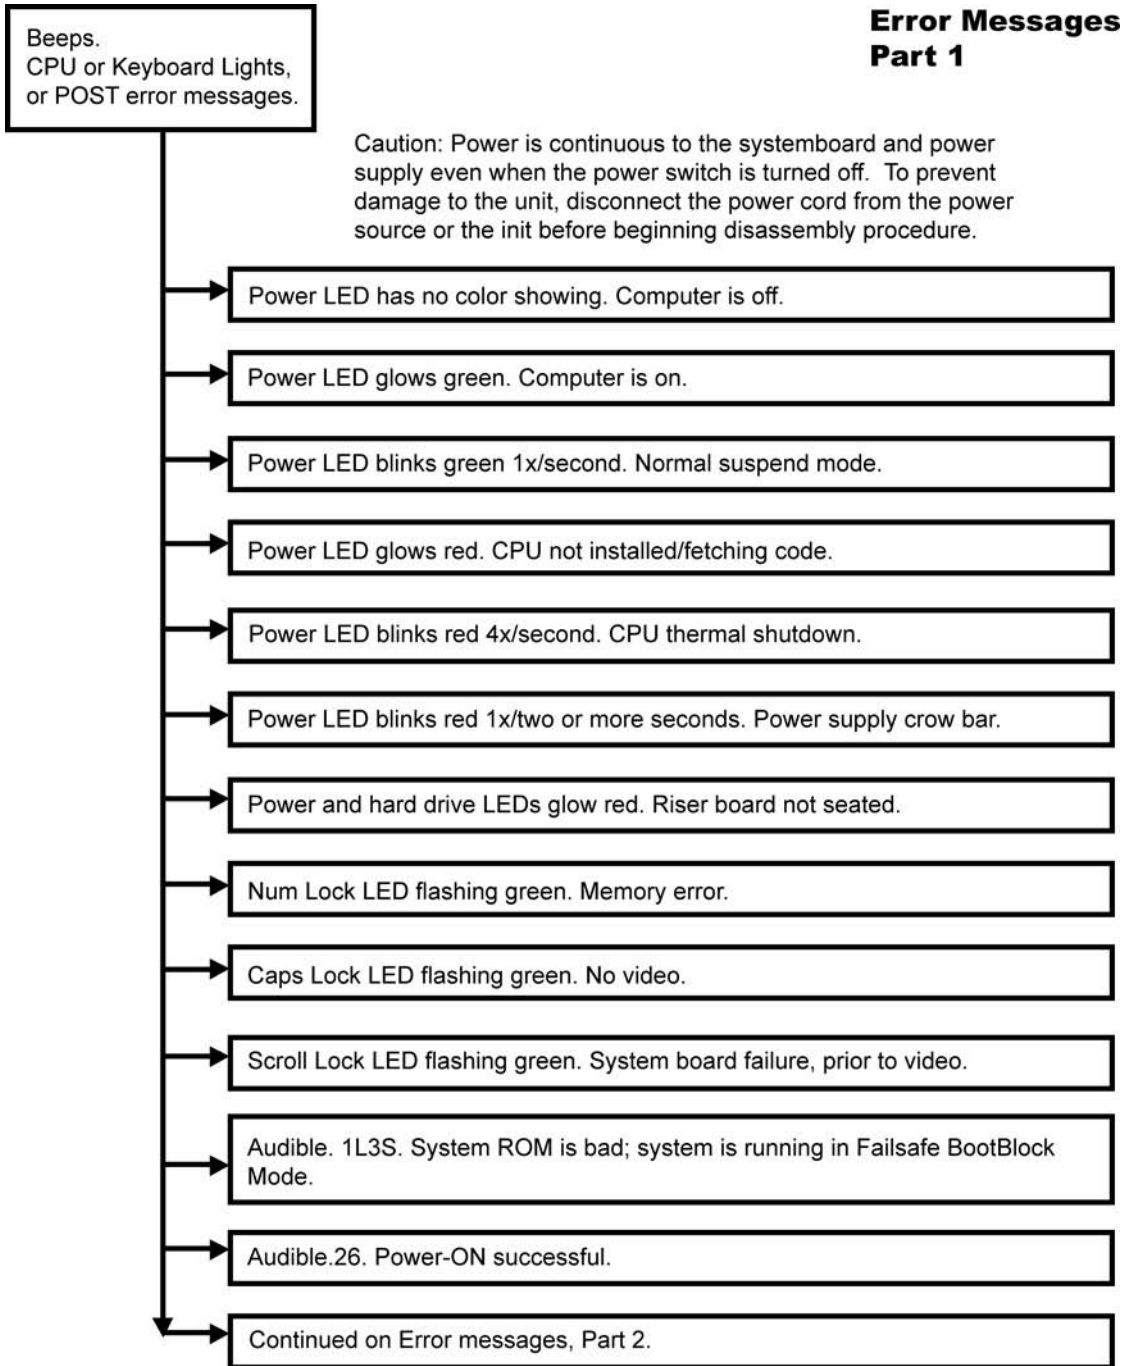 Error Messages
Part 1
Beeps.
CPU or Keyboard Lights,
or POST error messages.
Caution: Power is continuous to the systemboard and power
supply even when the power switch is turned off. To prevent
damage to the unit, disconnect the power cord from the power
source or the init before beginning disassembly procedure.
Power LED has no color showing. Computer is off.
Power LED glows green. Computer is on.
Power LED blinks green 1x/second. Normal suspend mode.
Power LED glows red. CPU not installed/fetching code.
Power LED blinks red 4x/second. CPU thermal shutdown.
Power LED blinks red 1x/two or more seconds. Power supply crow bar.
Power and hard drive LEDs glow red. Riser board not seated.
Num Lock LED flashing green. Memory error.
Caps Lock LED flashing green. No video.
Scroll Lock LED flashing green. System board failure, prior to video.
Audible. 1L3S. System ROM is bad; system is running in Failsafe BootBlock
Mode.
Audible.26. Power-ON successful.
Continued on Error messages, Part 2.